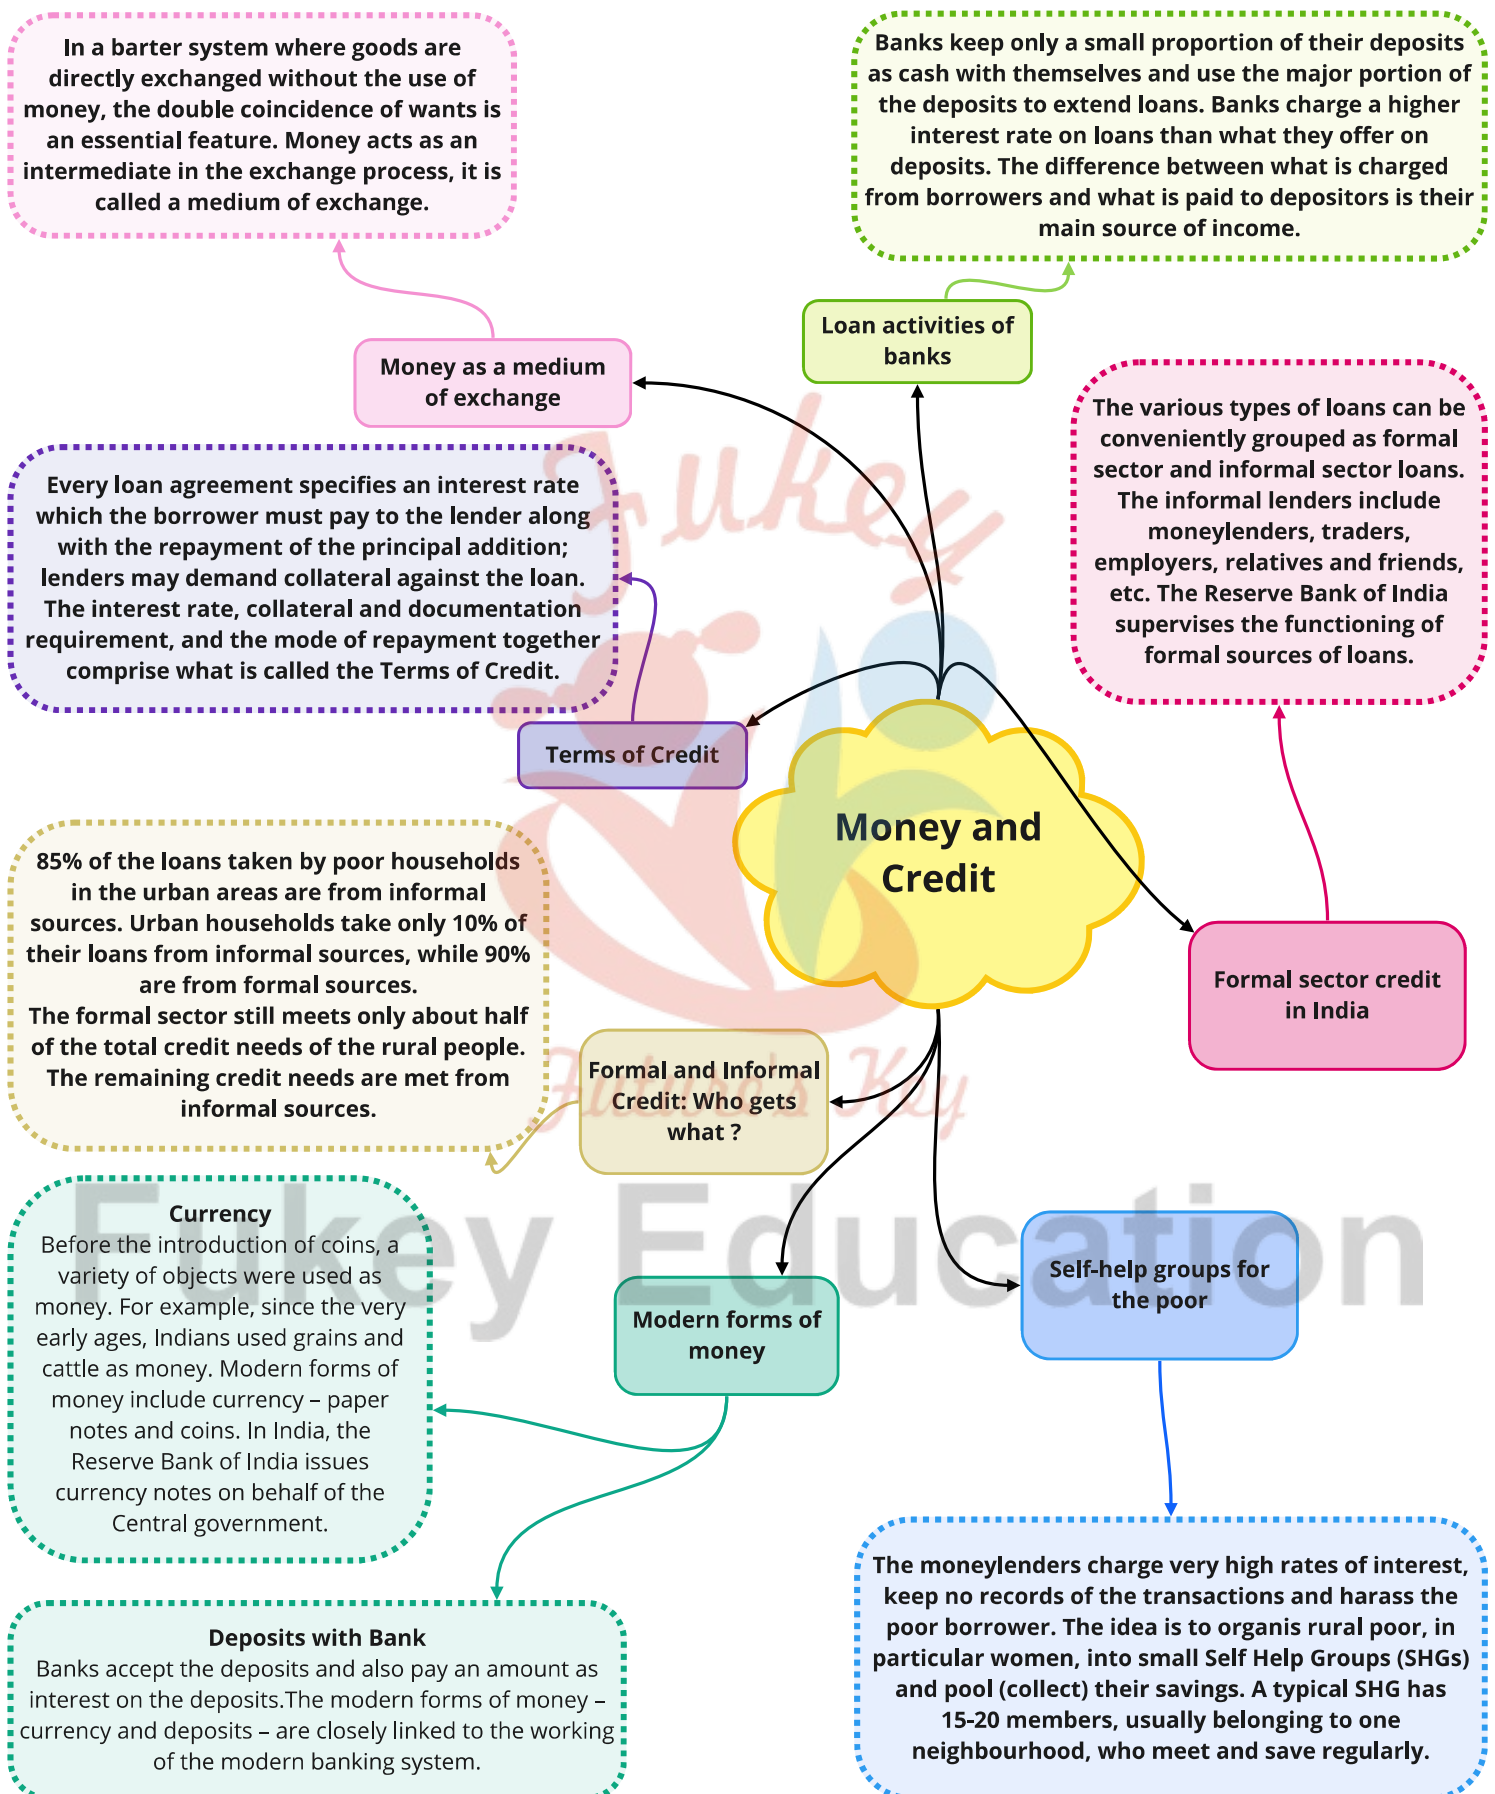 In a barter system where goods are
directly exchanged without the use of
money, the double coincidence of wants is
an essential feature. Money acts as an
intermediate in the exchange process, it is
called a medium of exchange.
Banks keep only a small proportion of their deposits
as cash with themselves and use the major portion of
the deposits to extend loans. Banks charge a higher
interest rate on loans than what they offer on
deposits. The difference between what is charged
from borrowers and what is paid to depositors is their
main source of income.
Loan activities of
banks
Money as a medium
of exchange
The various types of loans can be
conveniently grouped as formal
sector and informal sector loans.
The informal lenders include
moneylenders, traders,
employers, relatives and friends,
etc. The Reserve Bank of India
supervises the functioning of
formal sources of loans.
Every loan agreement specifies an interest rate
which the borrower must pay to the lender along
with the repayment of the principal addition;
lenders may demand collateral against the loan.
The interest rate, collateral and documentation
requirement, and the mode of repayment together
comprise what is called the Terms of Credit.
Fukey
Terms of Credit
Money and
Credit
85% of the loans taken by poor households
in the urban areas are from informal
sources. Urban households take only 10% of
their loans from informal sources, while 90%
are from formal sources.
The formal sector still meets only about half
of the total credit needs of the rural people.
The remaining credit needs are met from
informal sources.
Formal sector credit
in India
Formal and Informal
Credit: Who gets
what ?
Future's Key
Fukey Education
Currency
Before the introduction of coins, a
variety of objects were used as
money. For example, since the very
early ages, Indians used grains and
cattle as money. Modern forms of
money include currency – paper
notes and coins. In India, the
Reserve Bank of India issues
currency notes on behalf of the
Central government.
Self-help groups for
the poor
Modern forms of
money
Deposits with Bank
Banks accept the deposits and also pay an amount as
interest on the deposits.The modern forms of money –
currency and deposits – are closely linked to the working
of the modern banking system.
The moneylenders charge very high rates of interest,
keep no records of the transactions and harass the
poor borrower. The idea is to organis rural poor, in
particular women, into small Self Help Groups (SHGs)
and pool (collect) their savings. A typical SHG has
15-20 members, usually belonging to one
neighbourhood, who meet and save regularly.